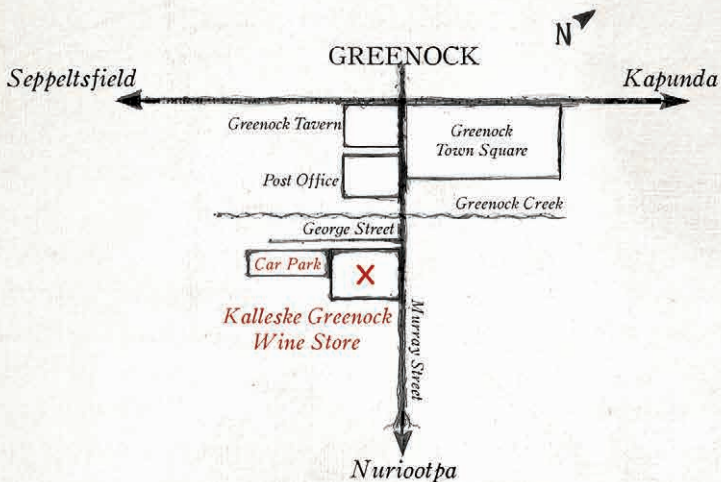 N
GREENOCK
Seppeltsfield
Kapunda
Greenock Tavern
Greenock
Town Square
Post Office
Greenock Creek
George Street
Car Park
X
Kalleske Greenock
Wine Store
Murray Street
Nuriootpa